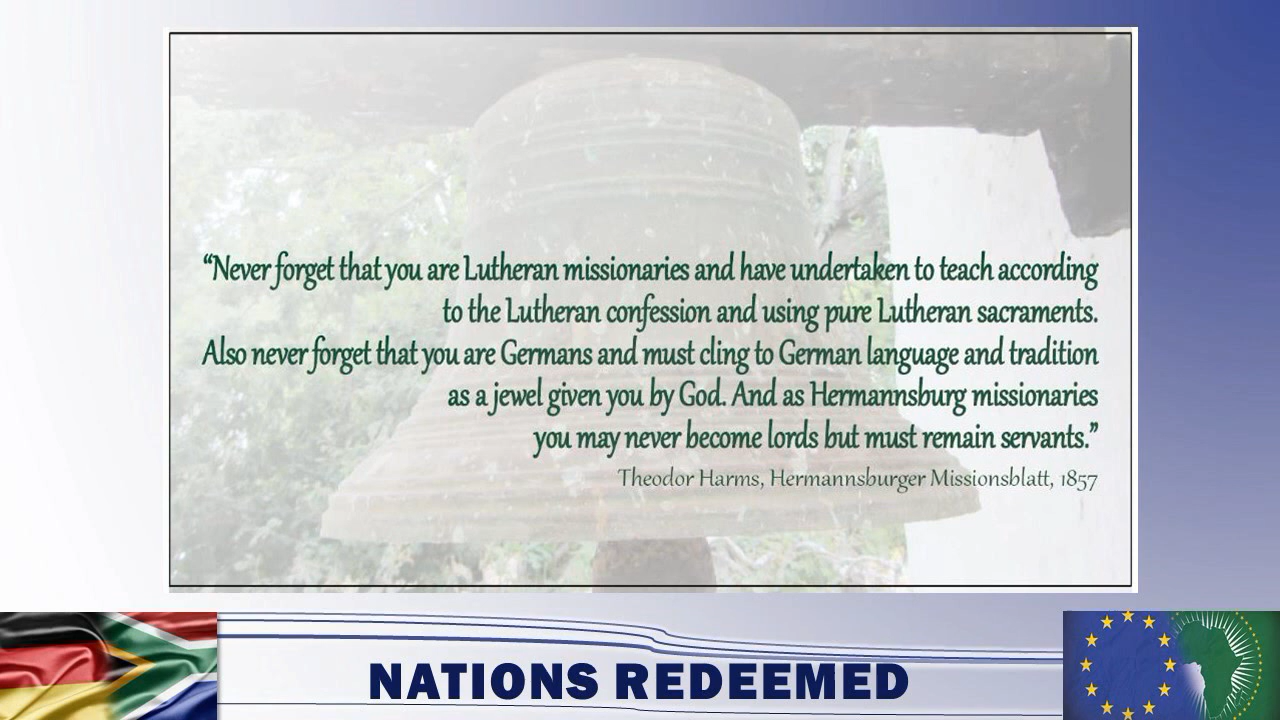 “Never forget that you are Lutheran missionaries and have undertaken to teach according
to the Lutheran confession and using pure Lutheran sacraments.
Also never forget that you are Germans and must cling to German language and tradition
as a jewel given you by God. And as Hermannsburg missionaries
you may never become lords but must remain servants.”
Theodor Harms, Hermannsburger Missionsblatt, 1857
NATIONS REDEEMED